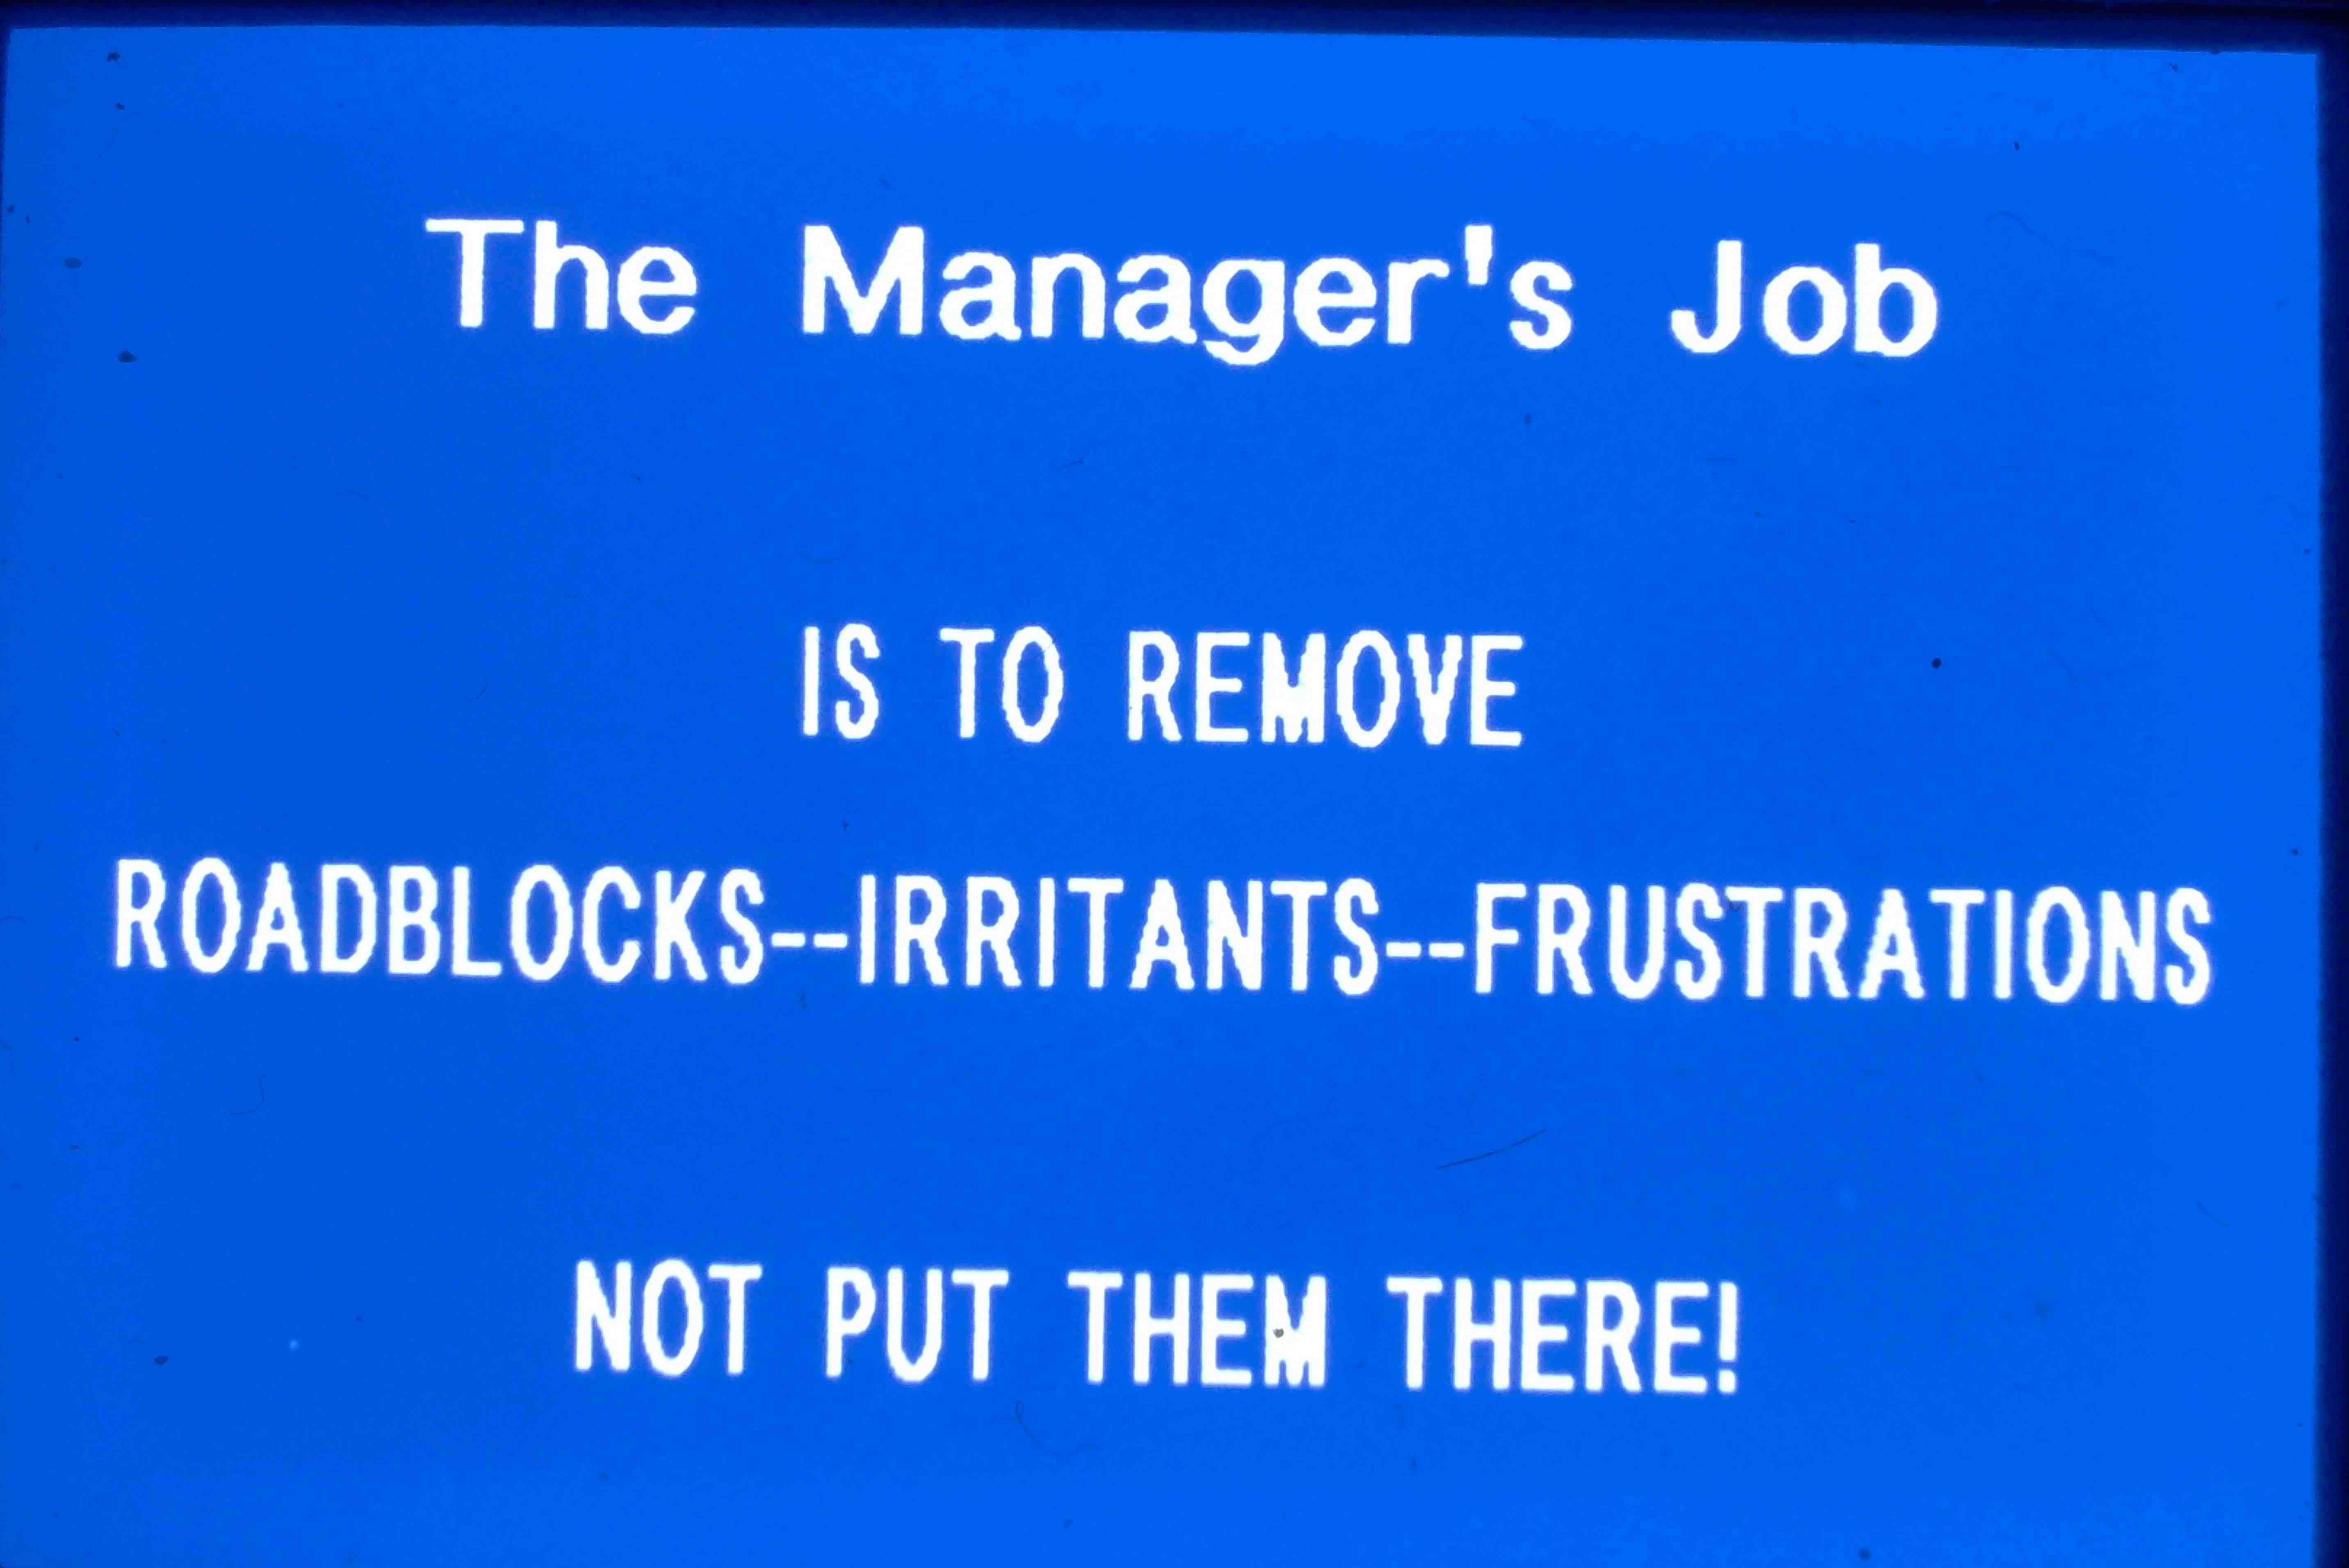 The Manager's Job
IS TO REMOVE
ROADBLOCKS--IRRITANTS--FRUSTRATIONS
NOT PUT THEM THERE!